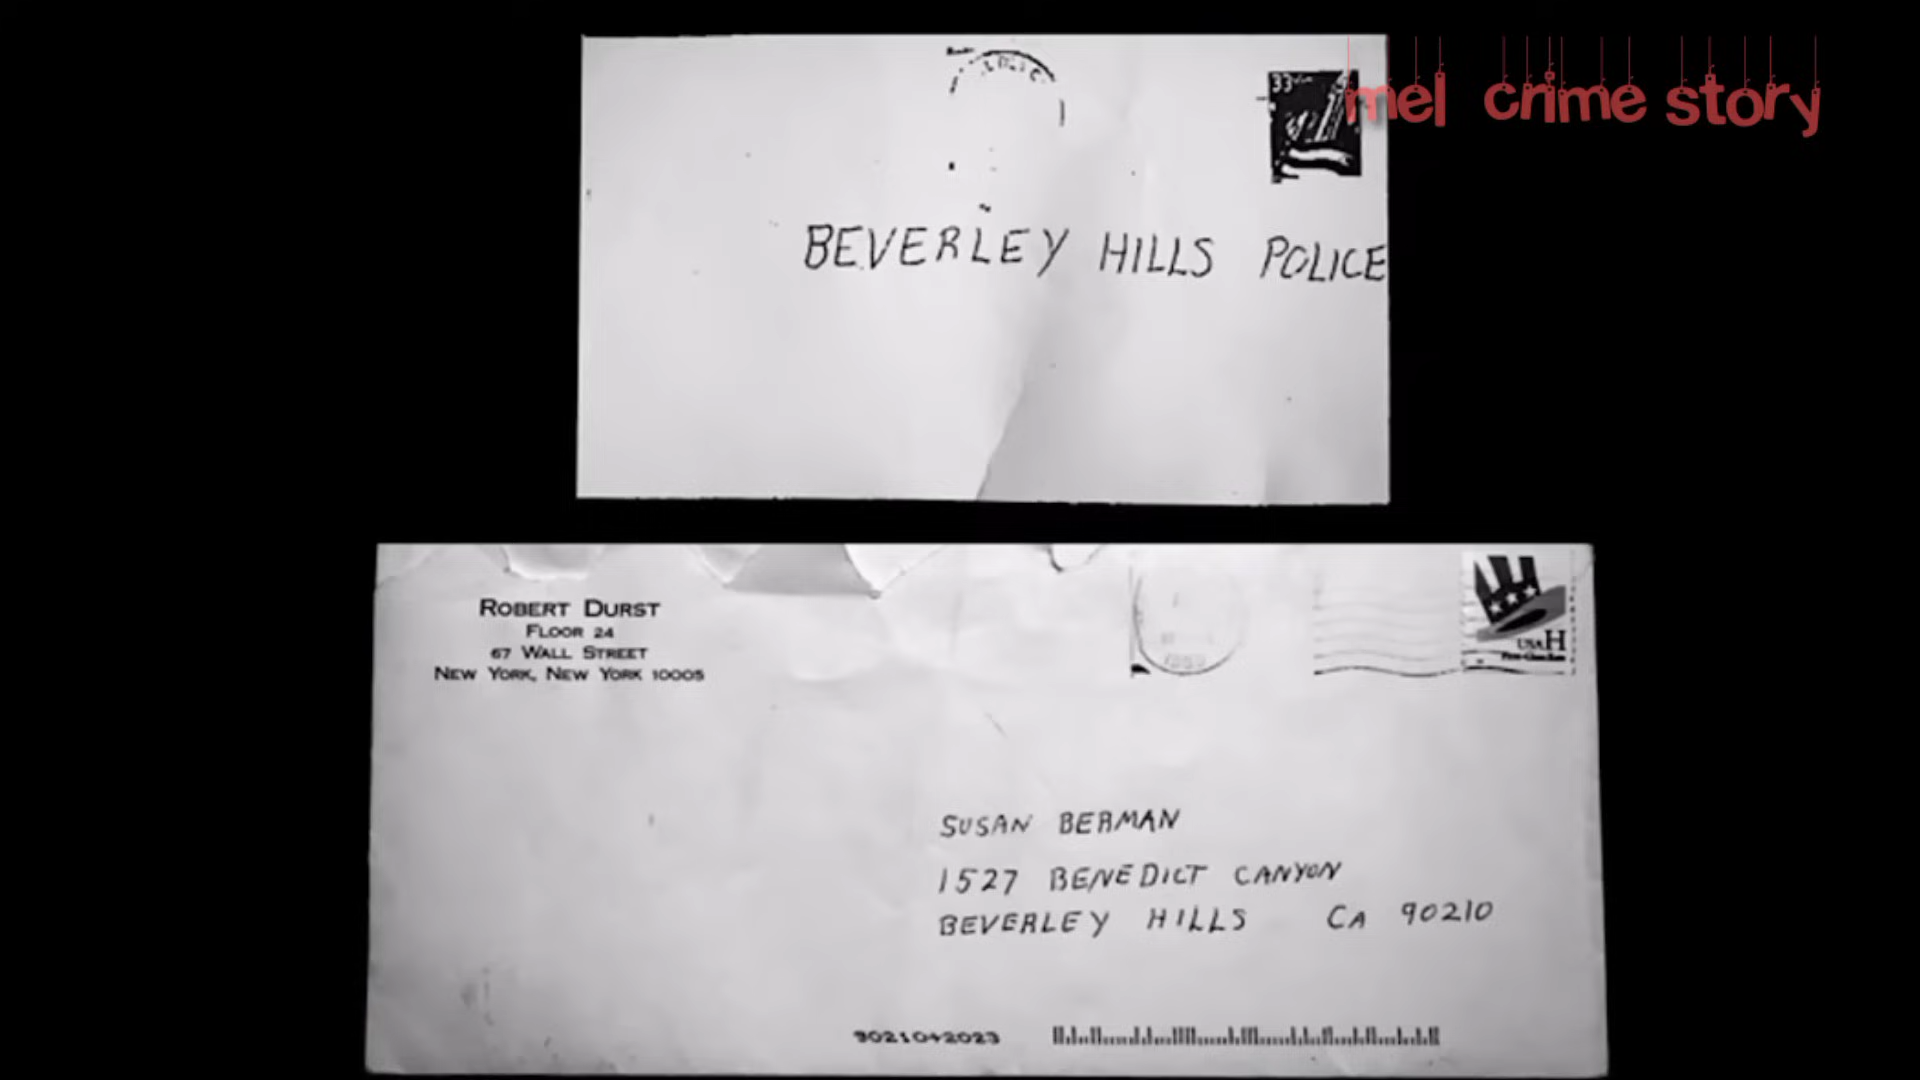 mel crime story
33
BEVERLEY HILLS POLICE
ROBERT DURST
FLOOR 24
67 WALL STREET
NEW YORK, NEW YORK 10005
USA H
SUSAN BERMAN
1527 BENEDICT CANYON
BEVERLEY HILLS CA 90210